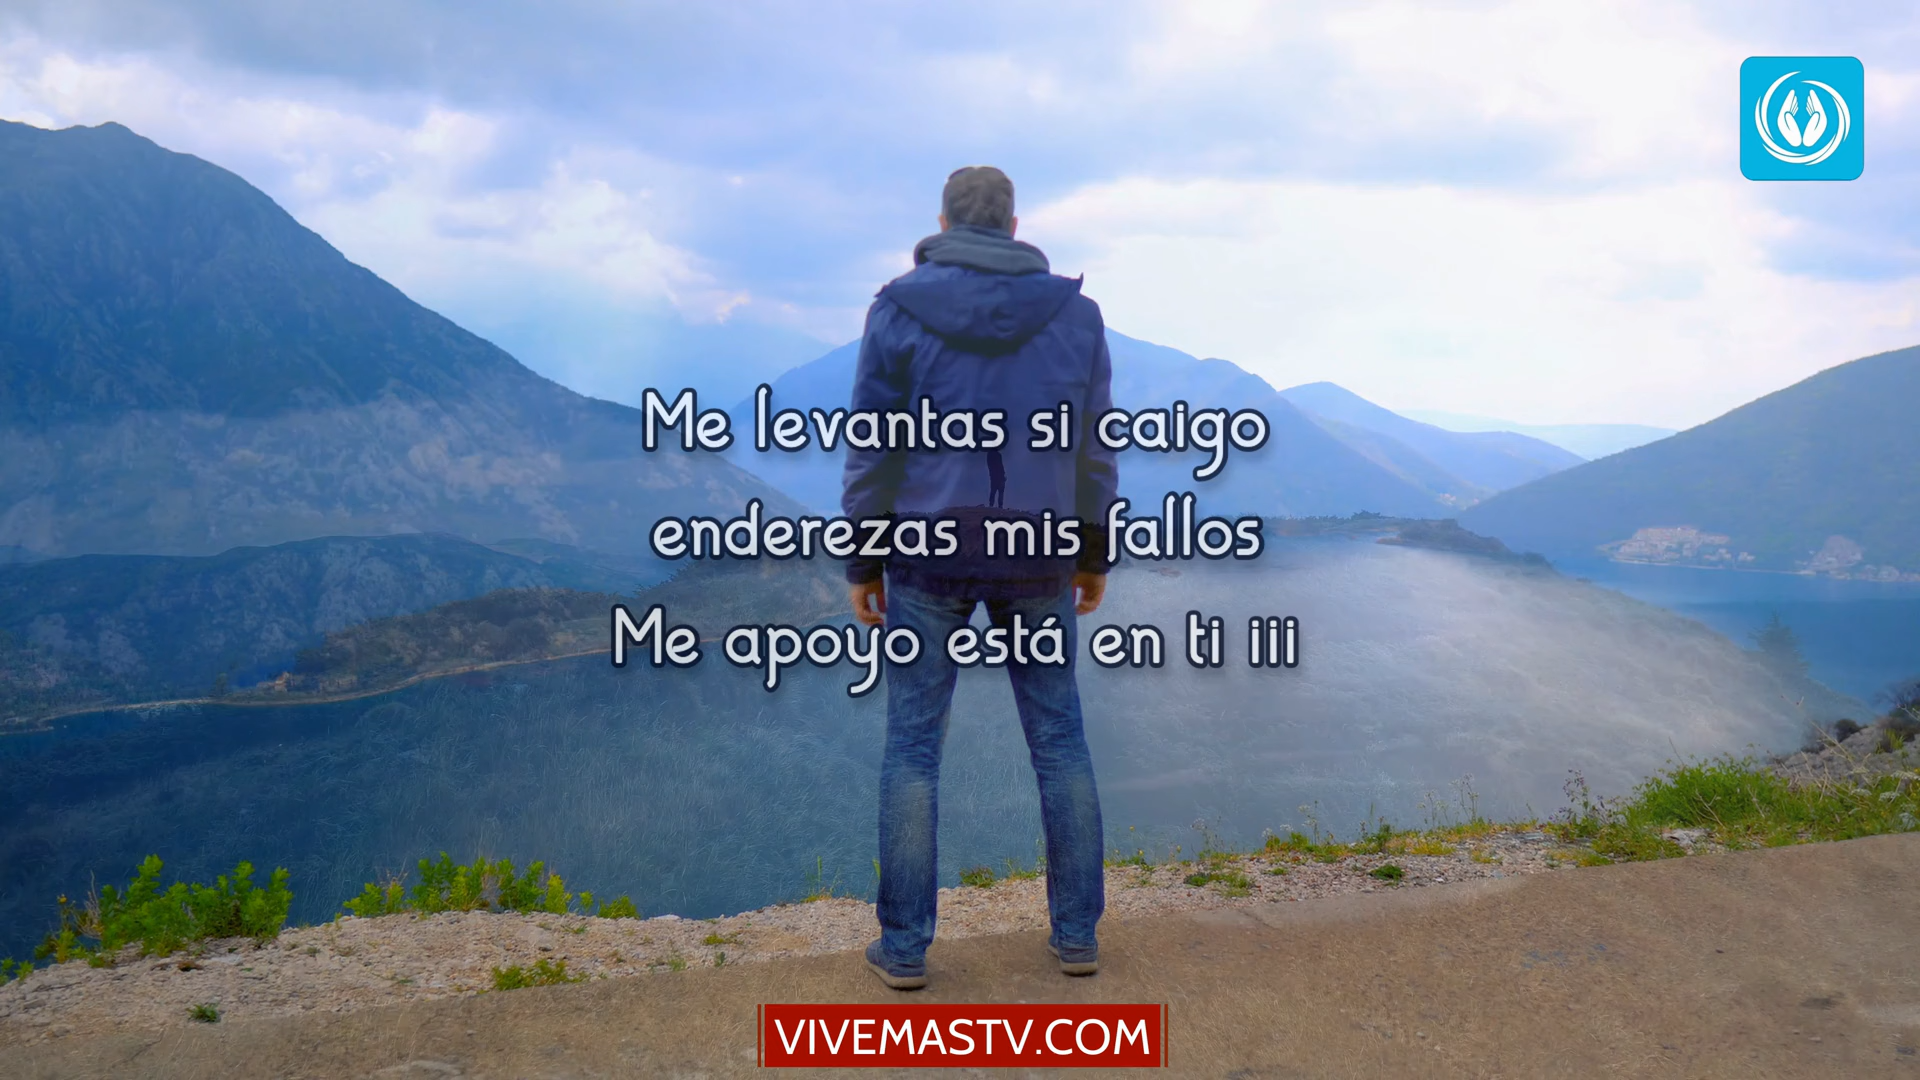 Me levantas si caigo
enderezas mis fallos
Me apoyo está en ti iii
VIVEMASTV.COM